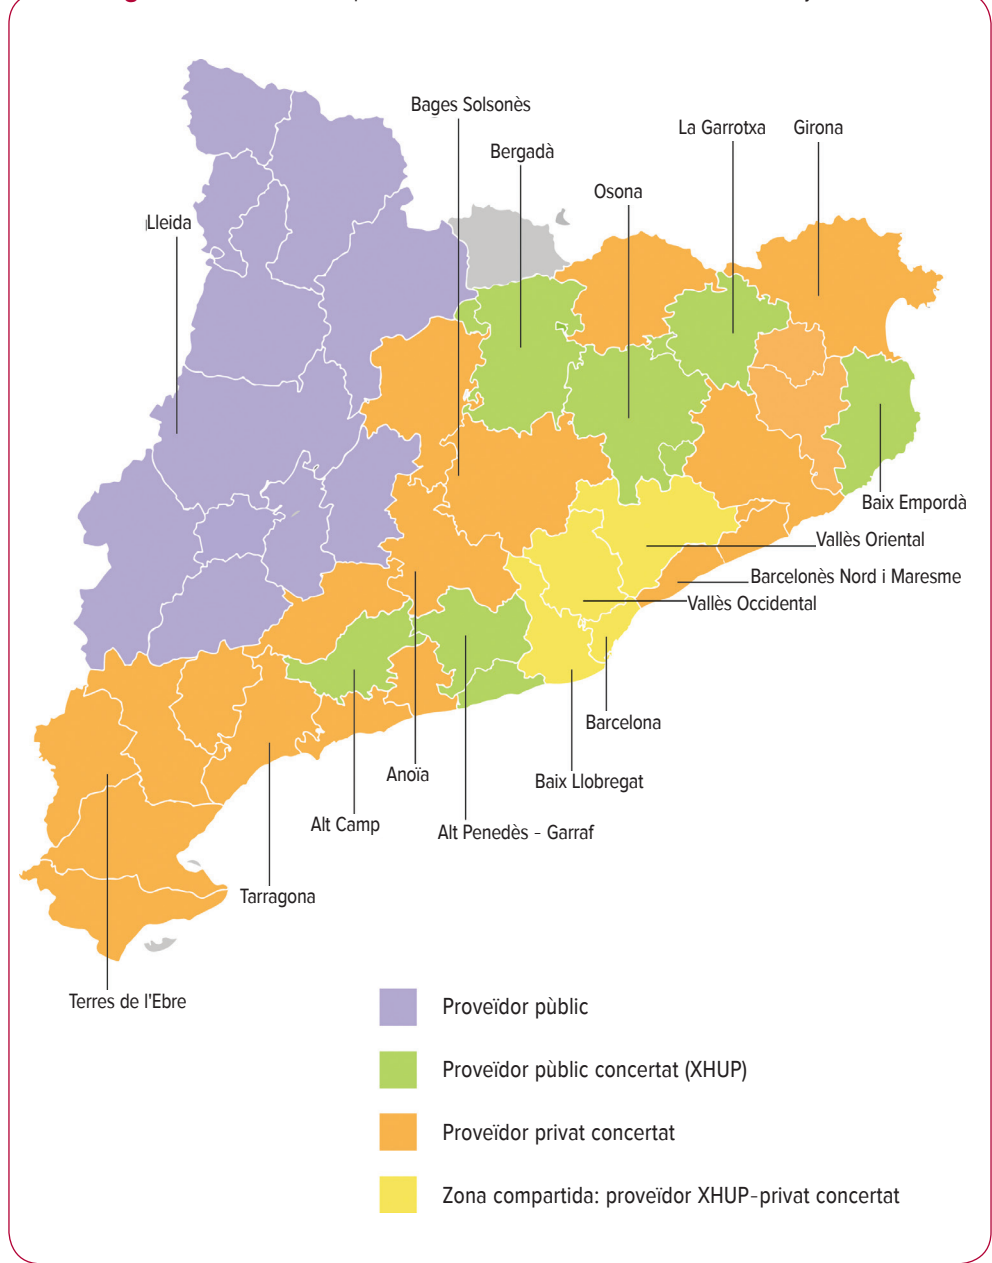 Bages Solsonès
La Garrotxa
Girona
Bergadà
Osona
Lleida
Baix Empordà
Vallès Oriental
Barcelonès Nord i Maresme
Vallès Occidental
Barcelona
Anoïa
Baix Llobregat
Alt Camp
Alt Penedès - Garraf
Tarragona
Terres de l'Ebre
Proveïdor pùblic
Proveïdor pùblic concertat (XHUP)
Proveïdor privat concertat
Zona compartida: proveïdor XHUP-privat concertat